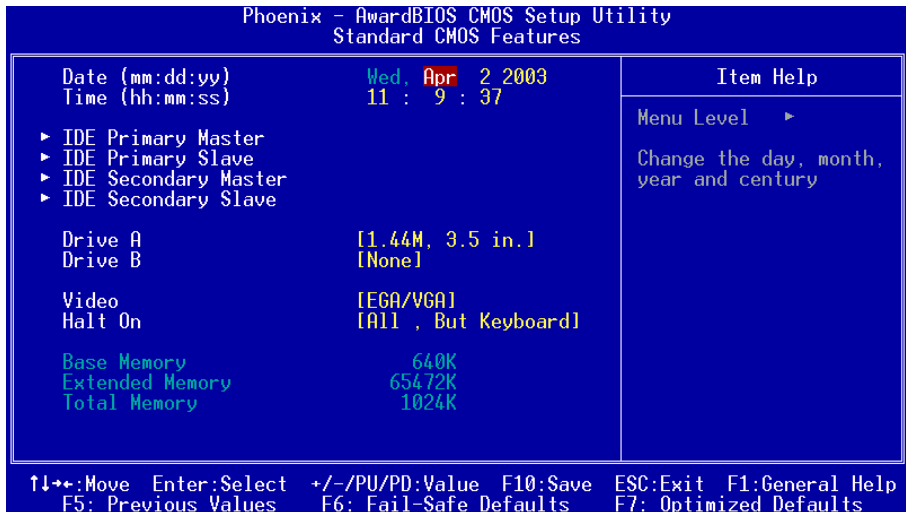 Phoenix - AwardBIOS CMOS Setup Utility
Standard CMOS Features
Date (mm:dd:yy) Wed, Apr 2 2003
Time (hh:mm:ss) 11 : 9 : 37
► IDE Primary Master
► IDE Primary Slave
► IDE Secondary Master
► IDE Secondary Slave
Drive A [1.44M, 3.5 in.]
Drive B [None]
Video [EGA/VGA]
Halt On [All , But Keyboard]
Base Memory 640K
Extended Memory 65472K
Total Memory 1024K
Item Help
Menu Level ►
Change the day, month,
year and century
↑↓→←:Move Enter:Select +/-/PU/PD:Value F10:Save ESC:Exit F1:General Help
F5: Previous Values F6: Fail-Safe Defaults F7: Optimized Defaults